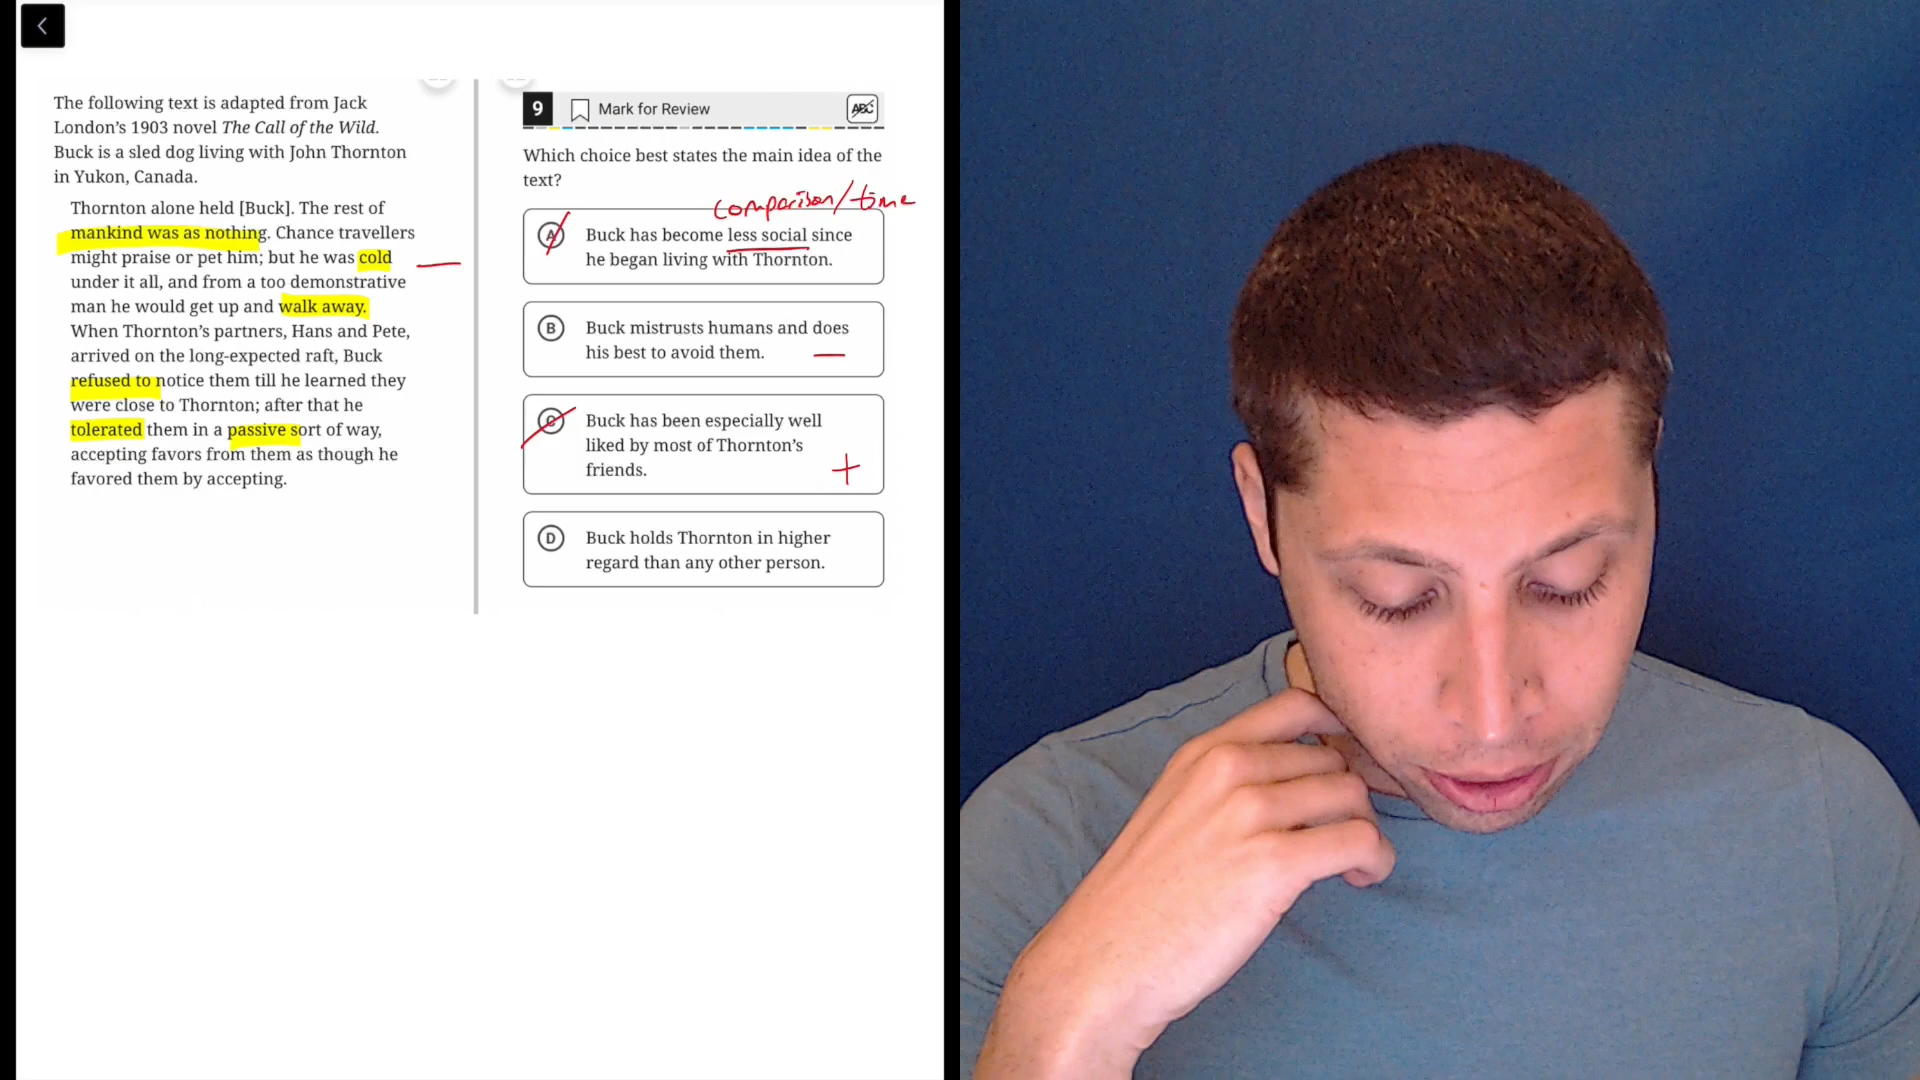 The following text is adapted from Jack
London's 1903 novel The Call of the Wild.
Buck is a sled dog living with John Thornton
in Yukon, Canada.
Thornton alone held [Buck]. The rest of
mankind was as nothing. Chance travellers
might praise or pet him; but he was cold
under it all, and from a too demonstrative
man he would get up and walk away.
When Thornton's partners, Hans and Pete,
arrived on the long-expected raft, Buck
refused to notice them till he learned they
were close to Thornton; after that he
tolerated them in a passive sort of way,
accepting favors from them as though he
favored them by accepting.
9 Mark for Review ABC
Which choice best states the main idea of the
text?
comparison/time
A Buck has become less social since
he began living with Thornton.
B Buck mistrusts humans and does
his best to avoid them.
C Buck has been especially well
liked by most of Thornton's
friends.
+
D Buck holds Thornton in higher
regard than any other person.